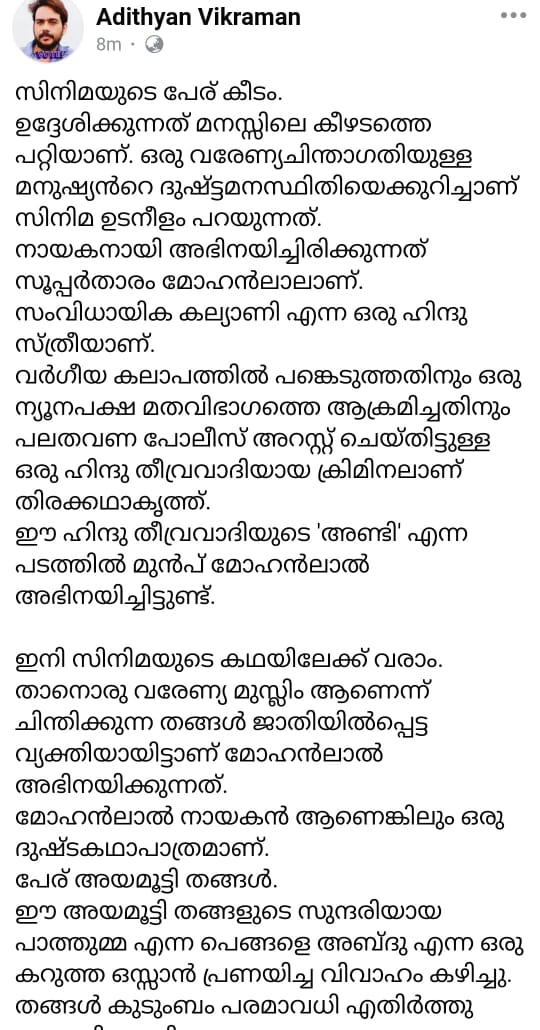 Adithyan Vikraman
8m ·
സിനിമയുടെ പേര് കീടം.
ഉദ്ദേശിക്കുന്നത് മനസ്സിലെ കീഴടത്തെ
പറ്റിയാണ്. ഒരു വരേണ്യചിന്താഗതിയുള്ള
മനുഷ്യൻറെ ദുഷ്ട്ടമനസ്ഥിതിയെക്കുറിച്ചാണ്
സിനിമ ഉടനീളം പറയുന്നത്.
നായകനായി അഭിനയിച്ചിരിക്കുന്നത്
സൂപ്പർതാരം മോഹൻലാലാണ്.
സംവിധായിക കല്യാണി എന്ന ഒരു ഹിന്ദു
സ്ത്രീയാണ്.
വർഗീയ കലാപത്തിൽ പങ്കെടുത്തതിനും ഒരു
ന്യൂനപക്ഷ മതവിഭാഗത്തെ ആക്രമിച്ചതിനും
പലതവണ പോലീസ് അറസ്റ്റ് ചെയ്തിട്ടുള്ള
ഒരു ഹിന്ദു തീവ്രവാദിയായ ക്രിമിനലാണ്
തിരക്കഥാകൃത്ത്.
ഈ ഹിന്ദു തീവ്രവാദിയുടെ 'അണ്ടി' എന്ന
പടത്തിൽ മുൻപ് മോഹൻലാൽ
അഭിനയിച്ചിട്ടുണ്ട്.
ഇനി സിനിമയുടെ കഥയിലേക്ക് വരാം.
താനൊരു വരേണ്യ മുസ്ലിം ആണെന്ന്
ചിന്തിക്കുന്ന തങ്ങൾ ജാതിയിൽപ്പെട്ട
വ്യക്തിയായിട്ടാണ് മോഹൻലാൽ
അഭിനയിക്കുന്നത്.
മോഹൻലാൽ നായകൻ ആണെങ്കിലും ഒരു
ദുഷ്ടകഥാപാത്രമാണ്.
പേര് അയമൂട്ടി തങ്ങൾ.
ഈ അയമൂട്ടി തങ്ങളുടെ സുന്ദരിയായ
പാത്തുമ്മ എന്ന പെങ്ങളെ അബ്ദു എന്ന ഒരു
കറുത്ത ഒസ്സാൻ പ്രണയിച്ച വിവാഹം കഴിച്ചു.
തങ്ങൾ കുടുംബം പരമാവധി എതിർത്തു